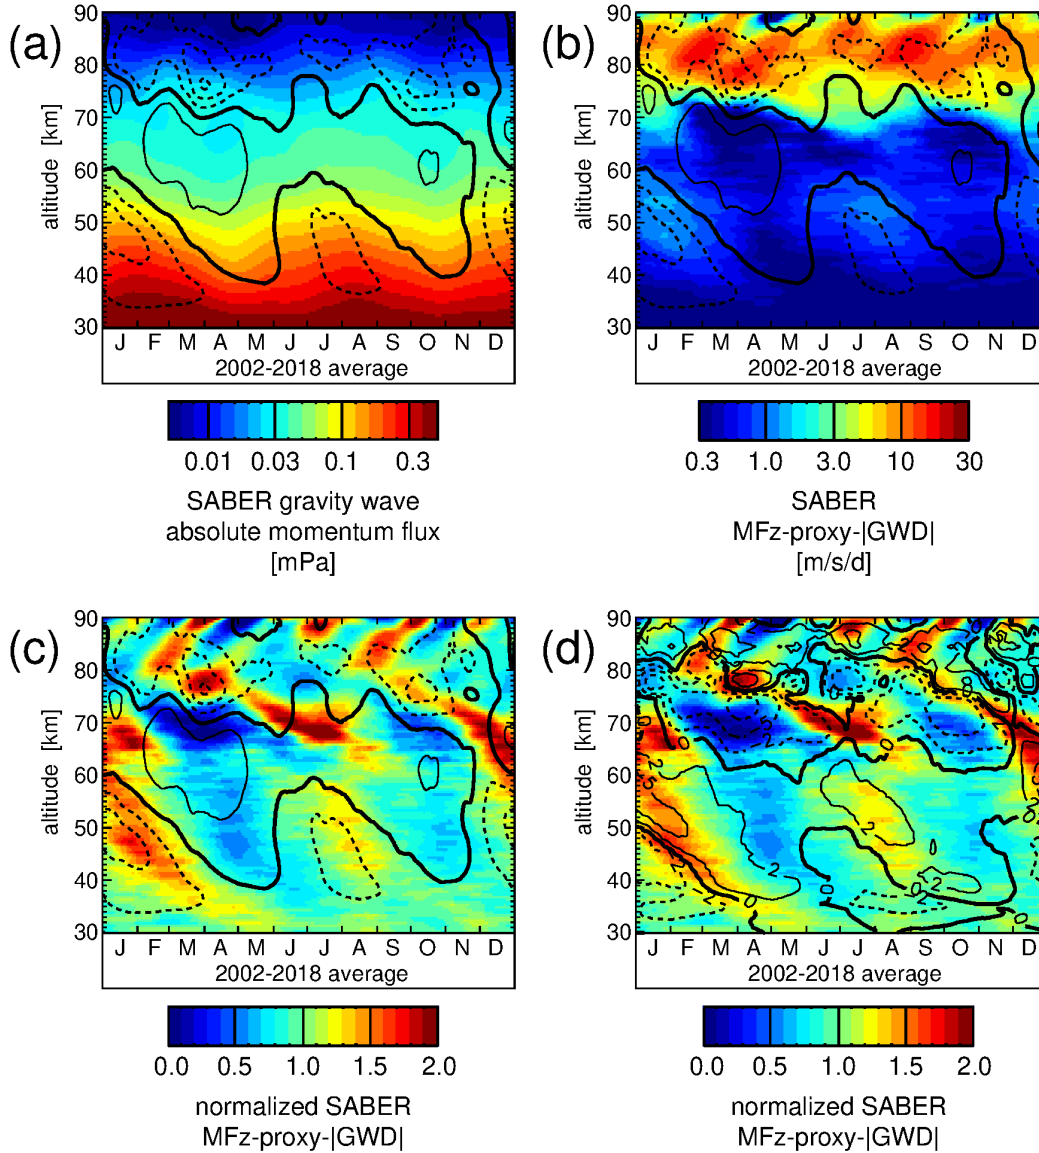 (a)
90
80
70
60
50
40
30
altitude [km]
J F M A M J J A S O N D
2002-2018 average
0.01 0.03 0.1 0.3
SABER gravity wave
absolute momentum flux
[mPa]
(b)
90
80
70
60
50
40
30
altitude [km]
J F M A M J J A S O N D
2002-2018 average
0.3 1.0 3.0 10 30
SABER
MFz-proxy-|GWD|
[m/s/d]
(c)
90
80
70
60
50
40
30
altitude [km]
J F M A M J J A S O N D
2002-2018 average
0.0 0.5 1.0 1.5 2.0
normalized SABER
MFz-proxy-|GWD|
(d)
90
80
70
60
50
40
30
altitude [km]
J F M A M J J A S O N D
2002-2018 average
0.0 0.5 1.0 1.5 2.0
normalized SABER
MFz-proxy-|GWD|